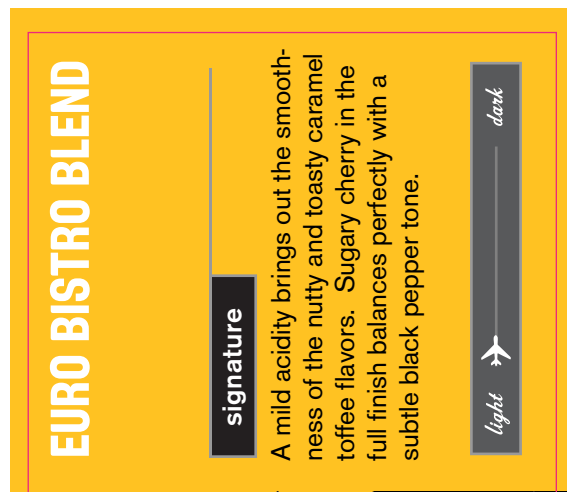 EURO BISTRO BLEND
signature
A mild acidity brings out the smooth-
ness of the nutty and toasty caramel
toffee flavors.  Sugary cherry in the
full finish balances perfectly with a
subtle black pepper tone.
light dark